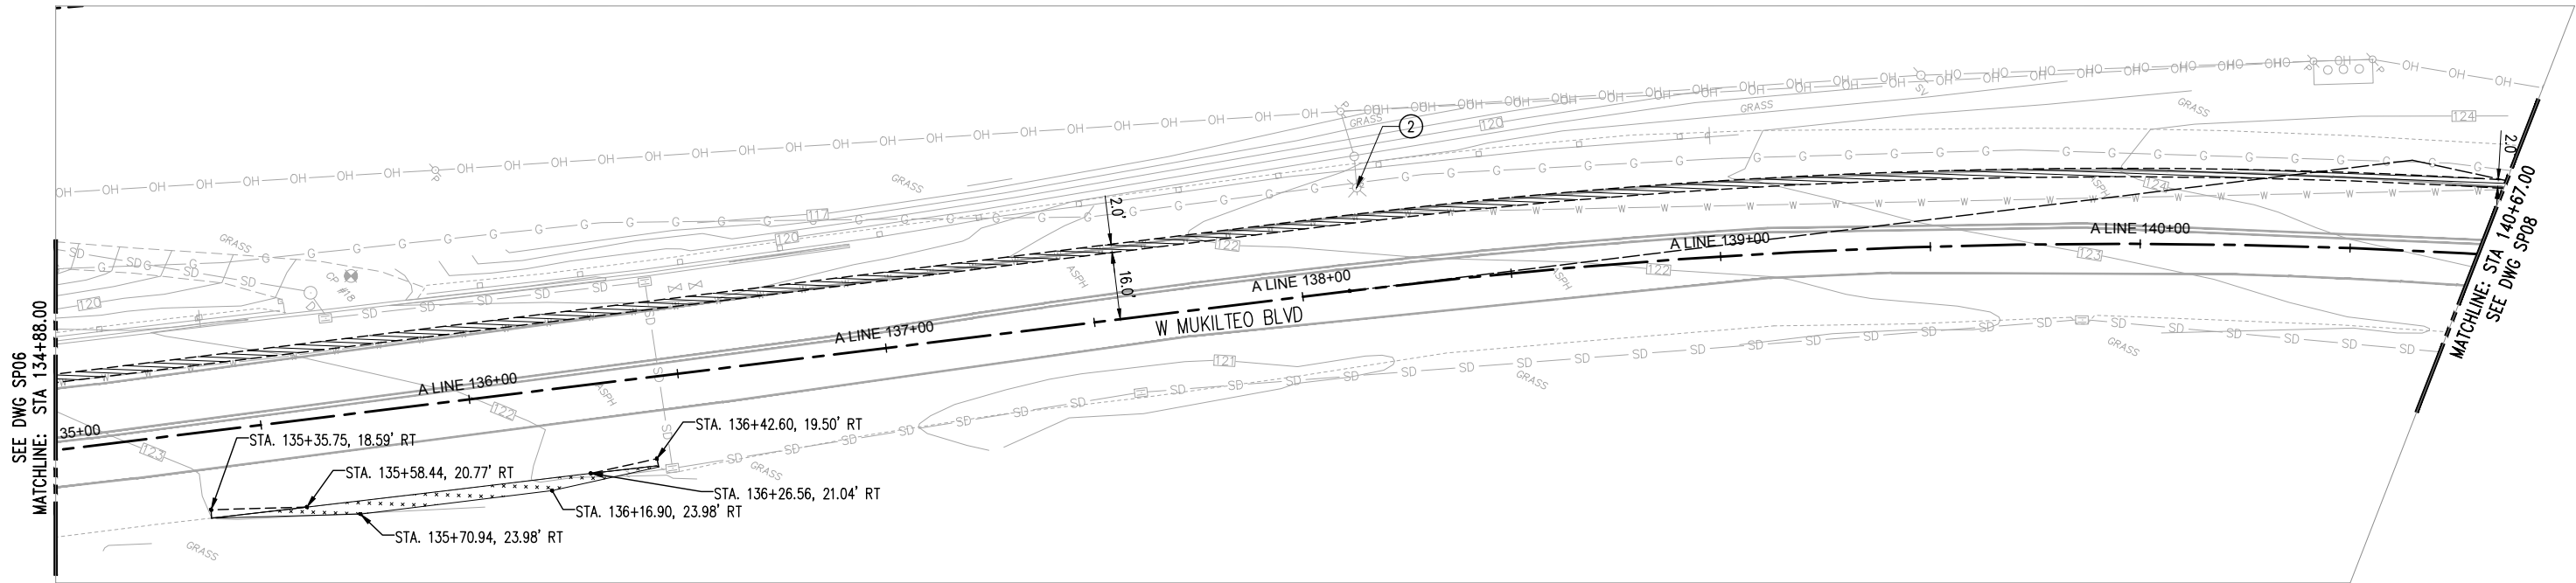 SEE DWG SP06
MATCHLINE: STA 134+88.00
35+00
A LINE 136+00
A LINE 137+00
A LINE 138+00
A LINE 139+00
A LINE 140+00
W MUKILTEO BLVD
2.0'
16.0'
2
2.0'
MATCHLINE: STA 140+67.00
SEE DWG SP08
STA. 135+35.75, 18.59' RT
STA. 135+58.44, 20.77' RT
STA. 135+70.94, 23.98' RT
STA. 136+16.90, 23.98' RT
STA. 136+26.56, 21.04' RT
STA. 136+42.60, 19.50' RT
CP #18
GRASS
GRASS
GRASS
GRASS
GRASS
GRASS
GRASS
GRASS
GRASS
ASPH
ASPH
ASPH
ASPH
117
120
120
120
121
122
122
122
123
123
124
124
OH
HO
G
SD
W
P
SV
D